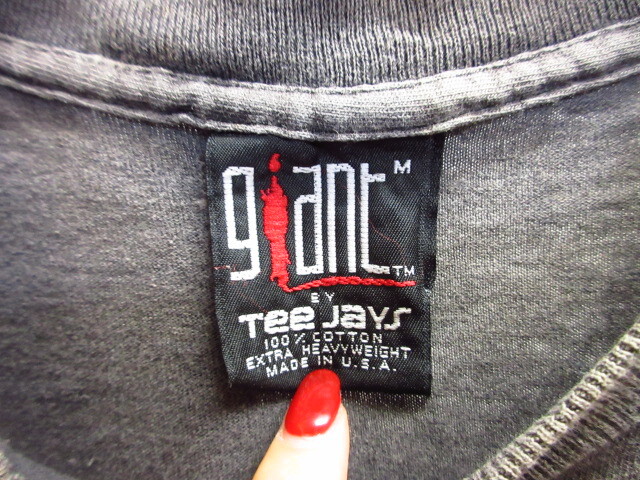 giant M
TM
BY
Tee Jays
100% COTTON
EXTRA HEAVYWEIGHT
MADE IN U.S.A.